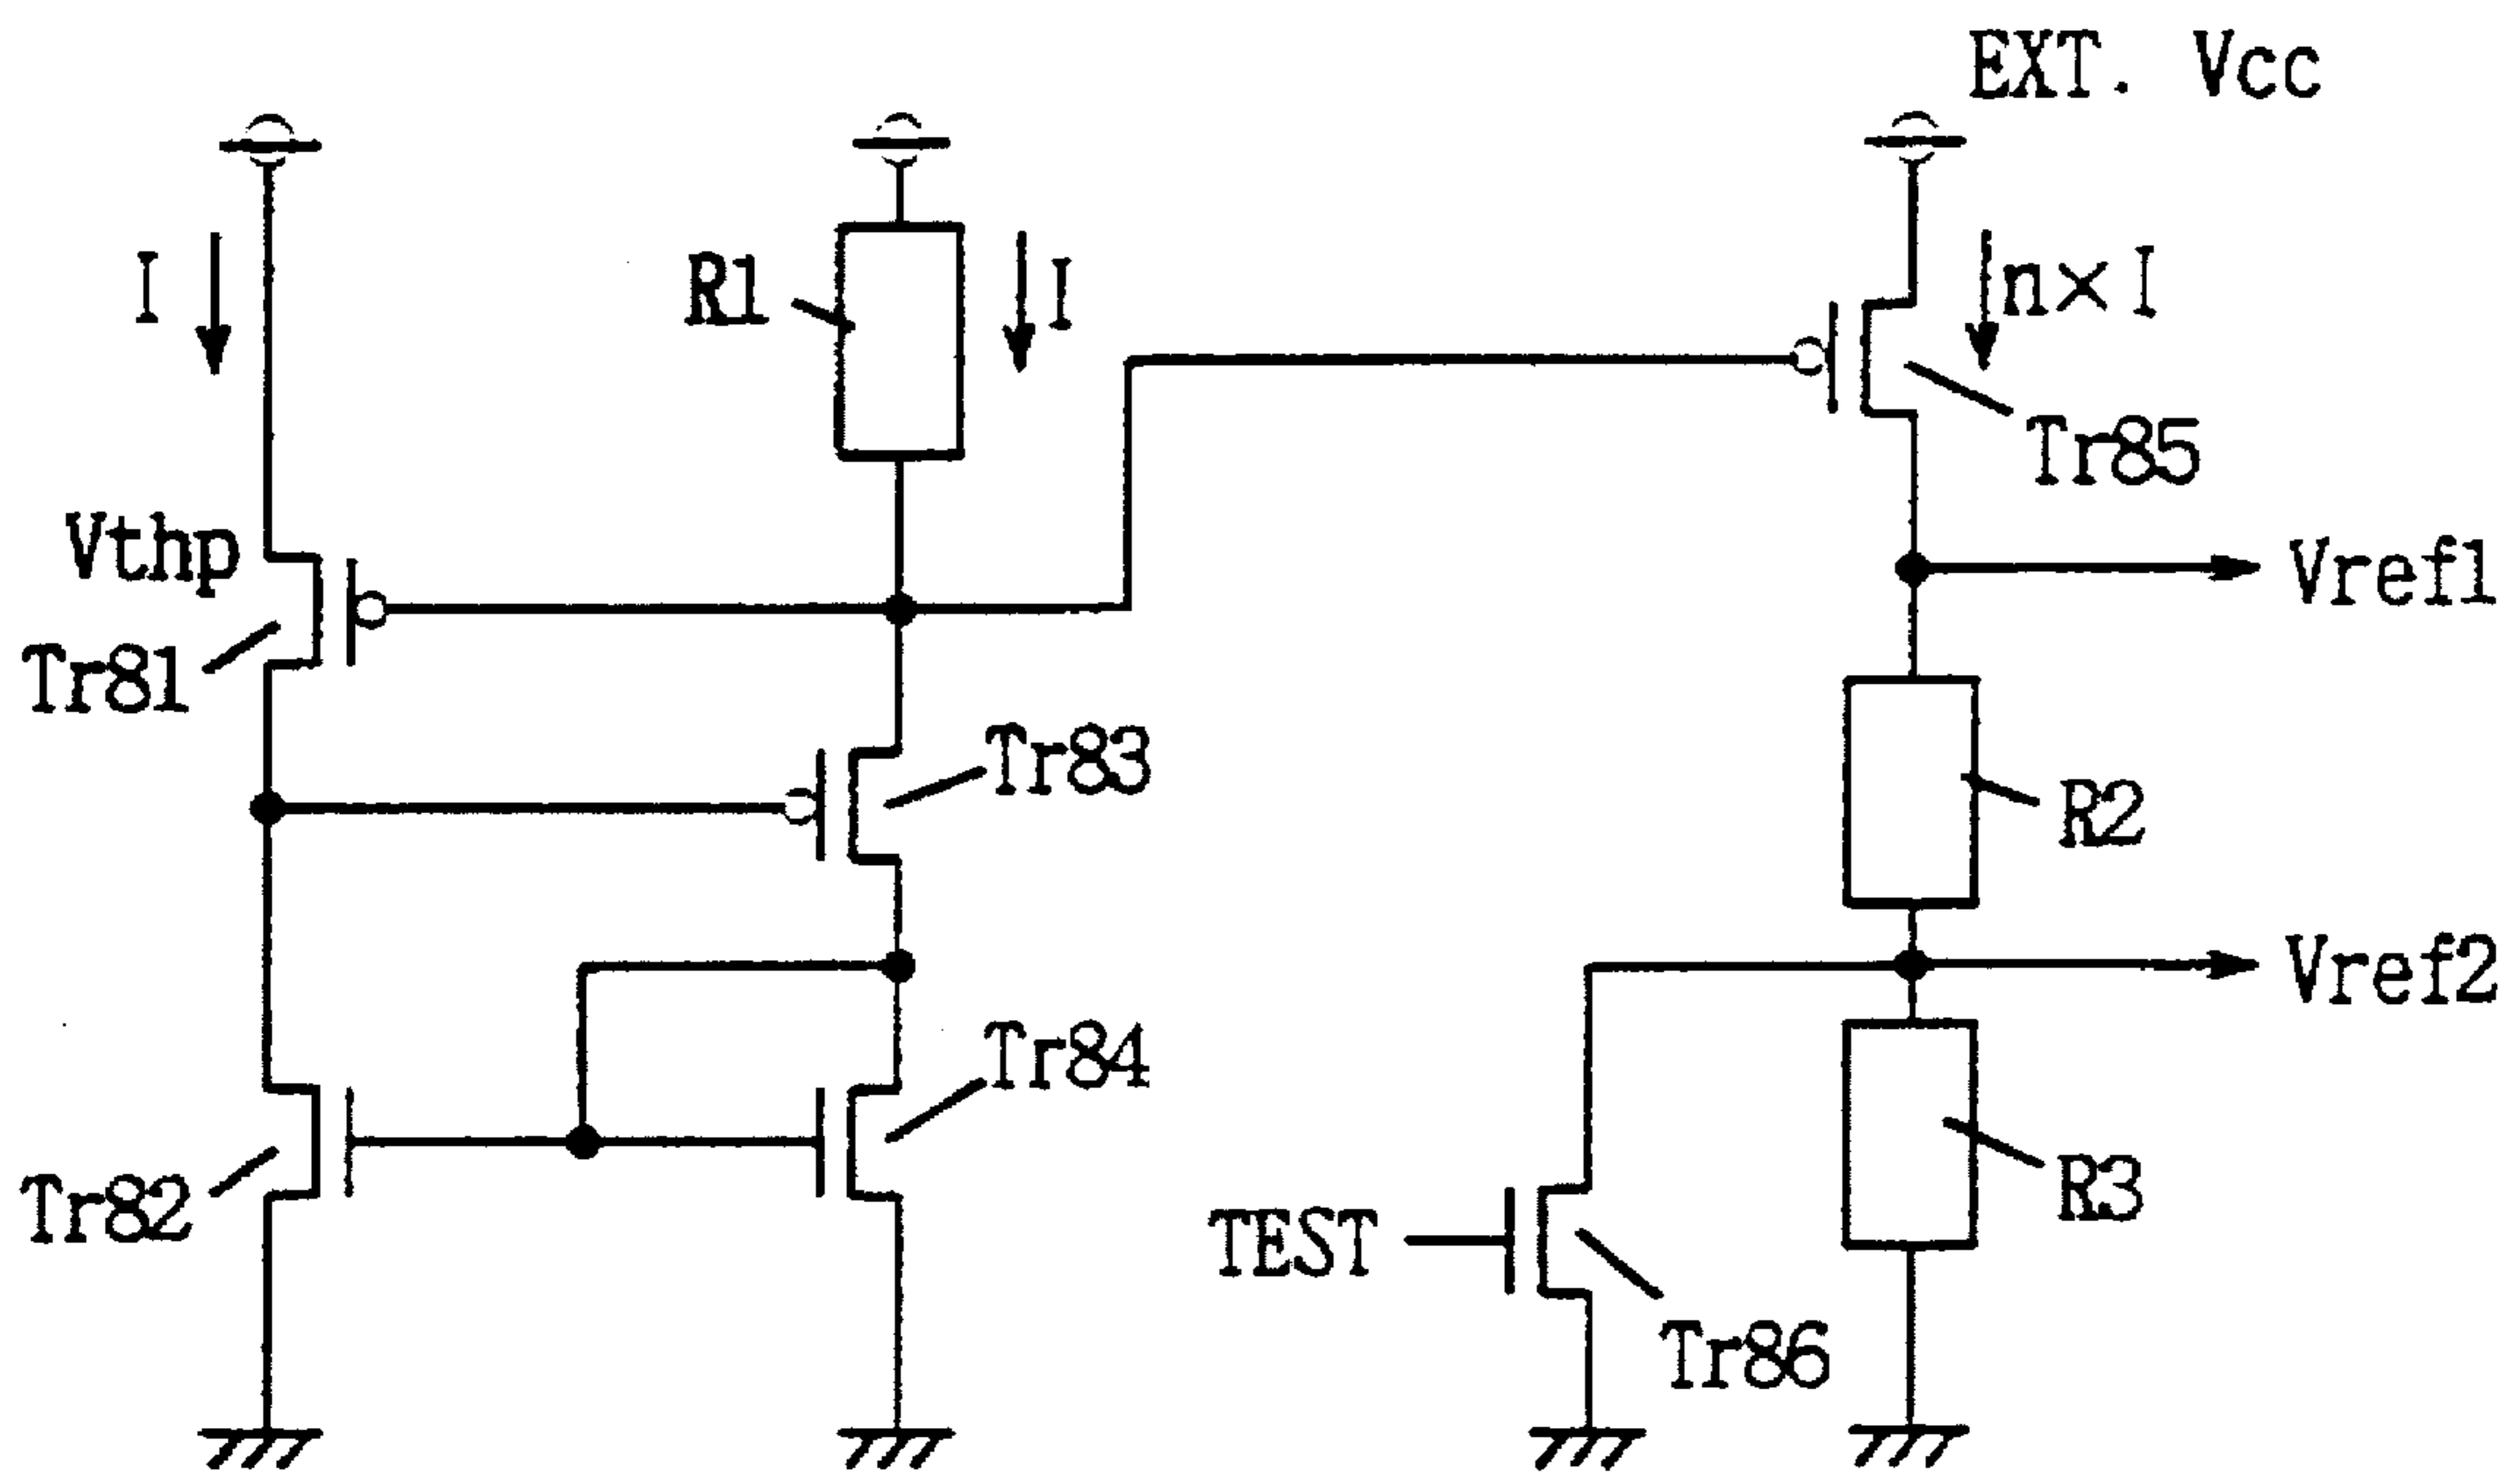 EXT. Vcc
I
R1
I
n×I
Tr85
Vthp
Vref1
Tr81
Tr83
R2
Vref2
Tr84
Tr82
TEST
R3
Tr86